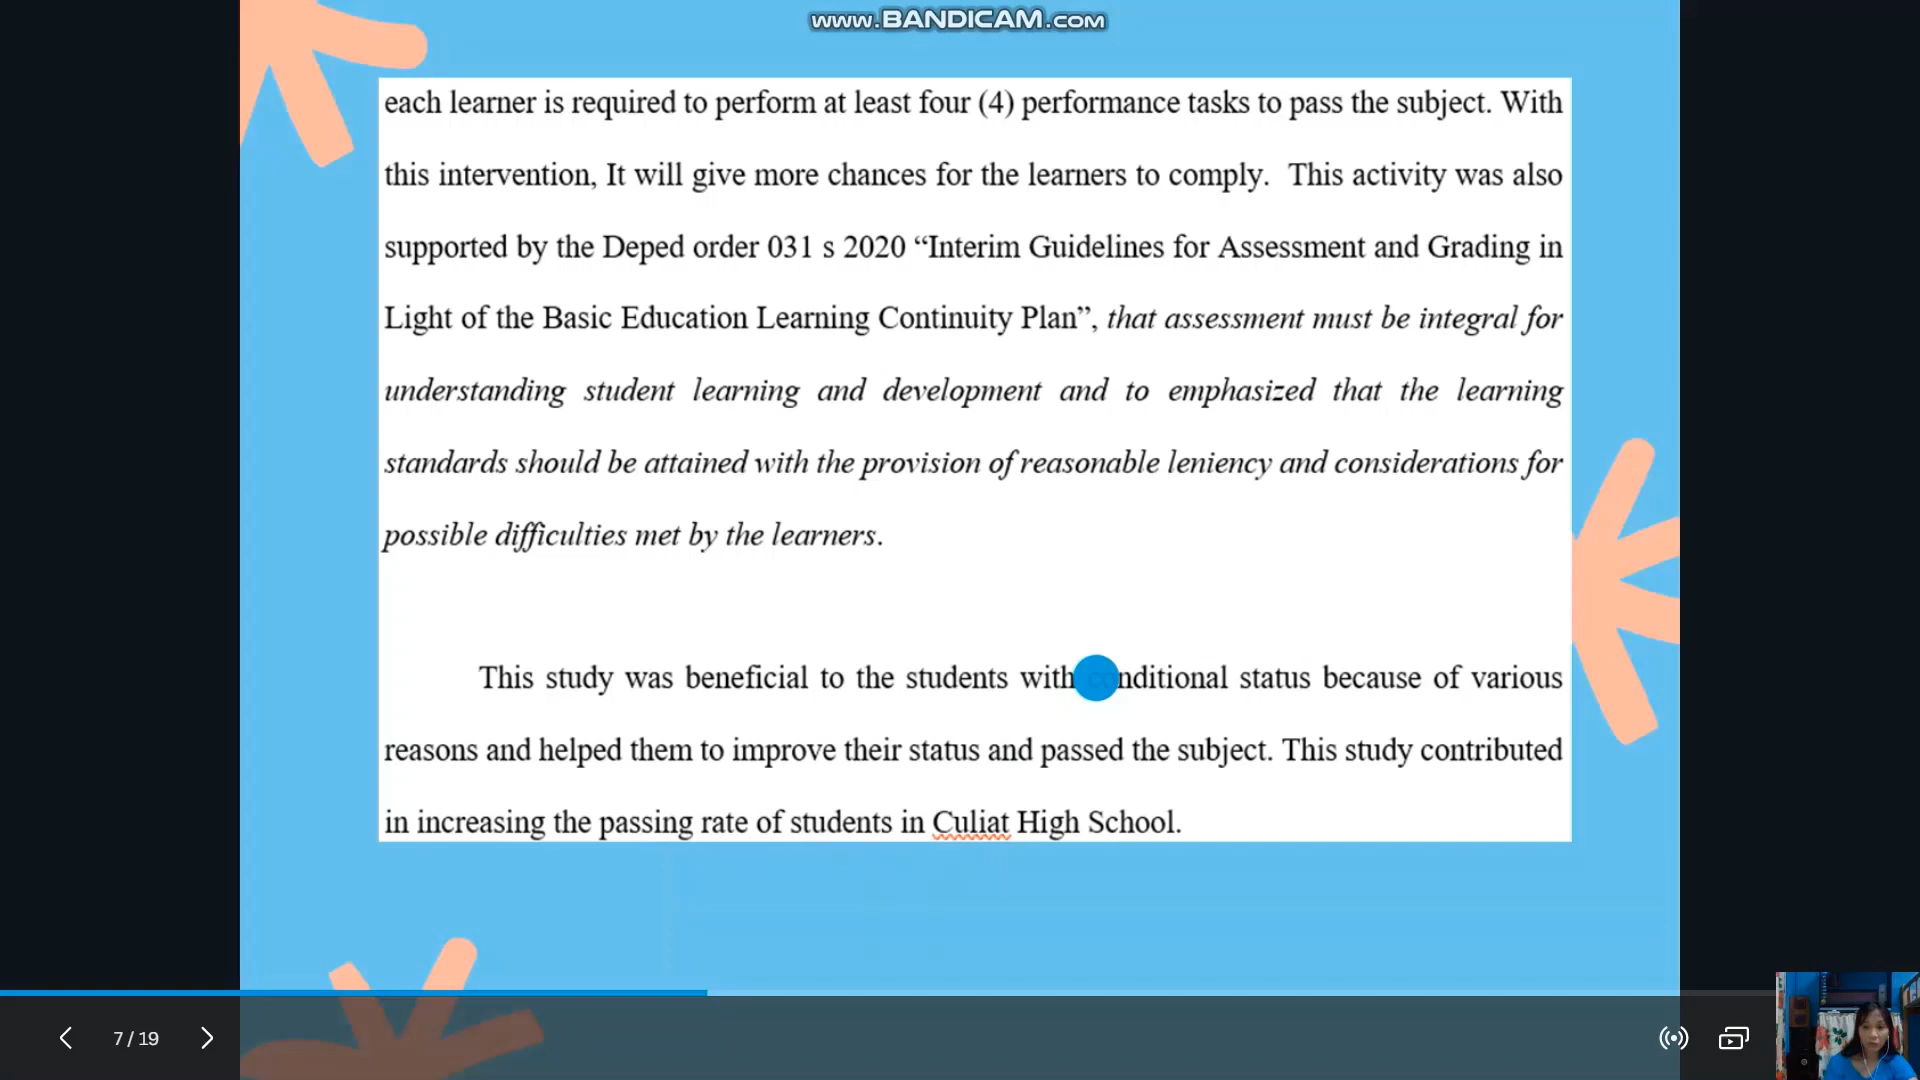 www.BANDICAM.com
each learner is required to perform at least four (4) performance tasks to pass the subject. With
this intervention, It will give more chances for the learners to comply. This activity was also
supported by the Deped order 031 s 2020 “Interim Guidelines for Assessment and Grading in
Light of the Basic Education Learning Continuity Plan”, that assessment must be integral for
understanding student learning and development and to emphasized that the learning
standards should be attained with the provision of reasonable leniency and considerations for
possible difficulties met by the learners.
This study was beneficial to the students with conditional status because of various
reasons and helped them to improve their status and passed the subject. This study contributed
in increasing the passing rate of students in Culiat High School.
7 / 19